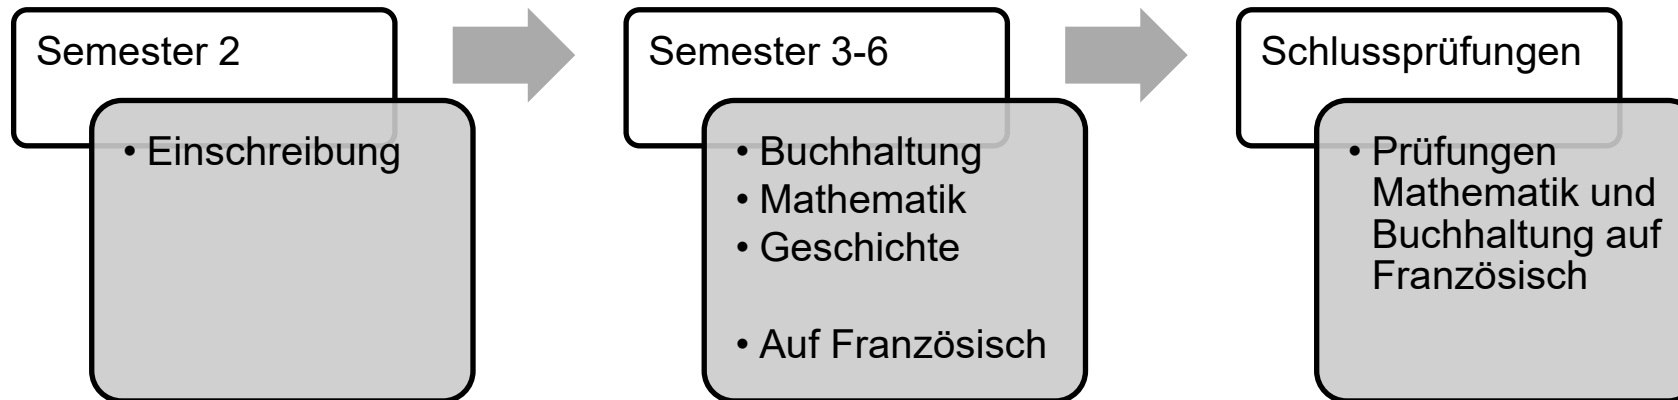 Semester 2
• Einschreibung
Semester 3-6
• Buchhaltung
• Mathematik
• Geschichte
• Auf Französisch
Schlussprüfungen
• Prüfungen
Mathematik und
Buchhaltung auf
Französisch